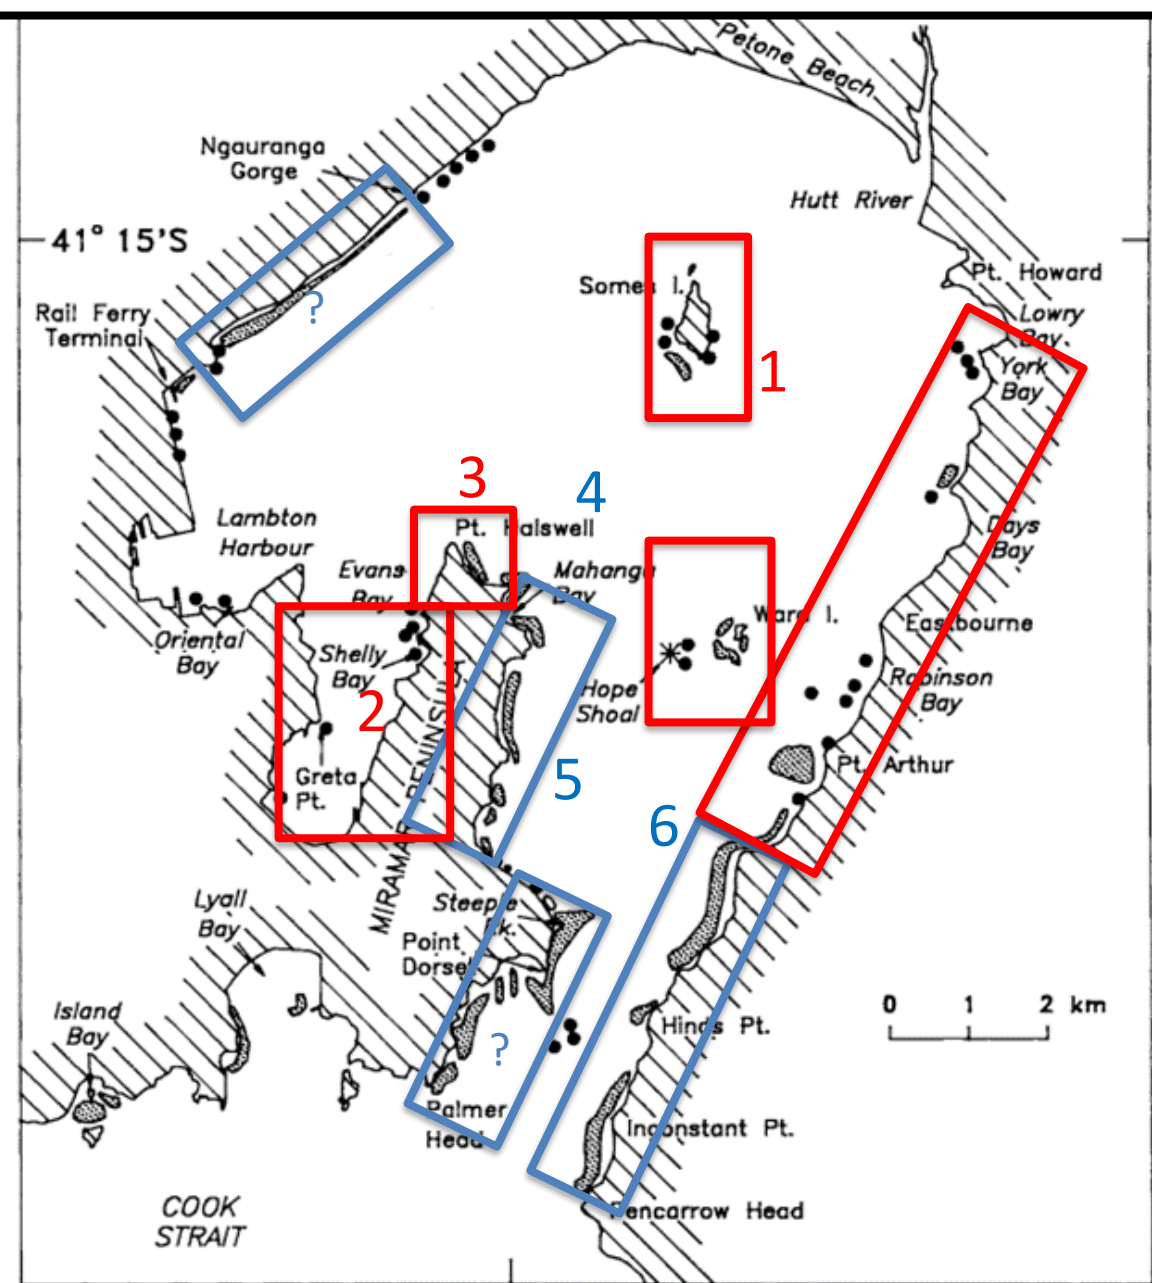 Petone Beach
Ngauranga
Gorge
Hutt River
41° 15'S
Pt. Howard
Somes I.
Lowry
Bay
Rail Ferry
Terminal
?
1
York
Bay
3
4
Lambton
Harbour
Pt. Halswell
Days
Bay
Evans
Bay
Mahanga
Bay
Ward I.
Eastbourne
Oriental
Bay
Shelly
Bay
2
Hope
Shoal
Robinson
Bay
MIRAMAR PENINSULA
Greta
Pt.
5
Pt. Arthur
6
Lyall
Bay
Steeple
Rk.
Point
Dorset
0 1 2 km
Island
Bay
?
Hinds Pt.
Palmer
Head
Inconstant Pt.
COOK
STRAIT
Pencarrow Head